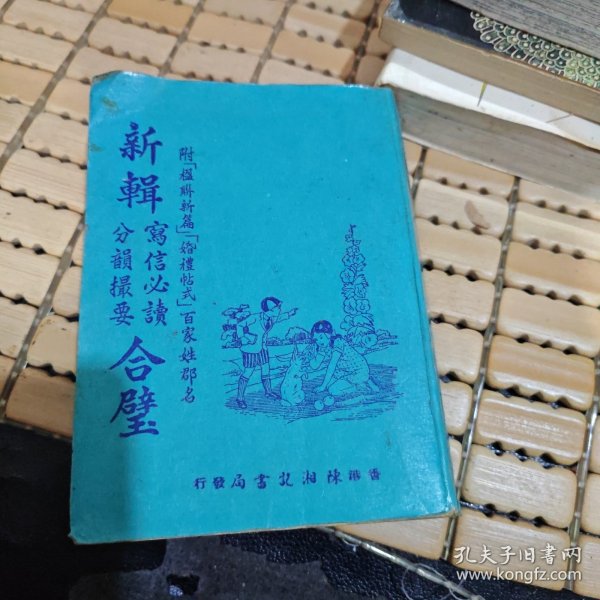 附「楹聯新篇」「婚禮帖式」百家姓郡名
新輯
寫信必讀
分韻撮要
合璧
香港陳湘記書局發行
孔夫子旧书网
www.kongfz.com